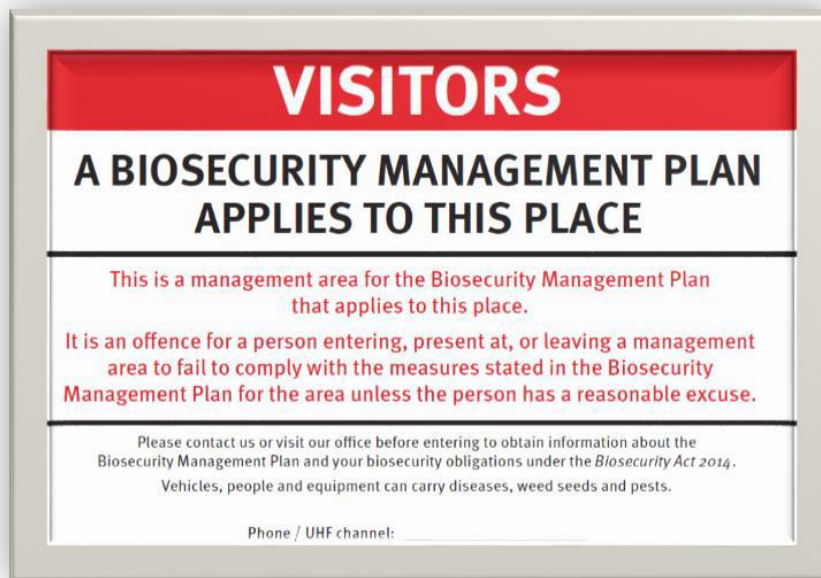 VISITORS
A BIOSECURITY MANAGEMENT PLAN
APPLIES TO THIS PLACE
This is a management area for the Biosecurity Management Plan
that applies to this place.
It is an offence for a person entering, present at, or leaving a management
area to fail to comply with the measures stated in the Biosecurity
Management Plan for the area unless the person has a reasonable excuse.
Please contact us or visit our office before entering to obtain information about the
Biosecurity Management Plan and your biosecurity obligations under the Biosecurity Act 2014.
Vehicles, people and equipment can carry diseases, weed seeds and pests.
Phone / UHF channel: